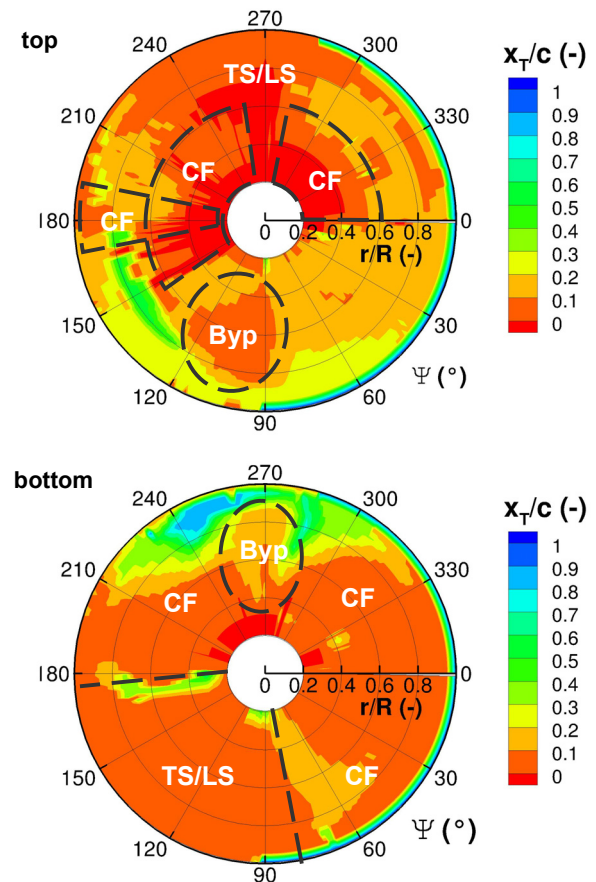 top
270
240
300
210
330
180
0
150
30
120
60
90
TS/LS
CF
CF
CF
Byp
0 0.2 0.4 0.6 0.8
r/R (-)
Ψ (°)
x_T/c (-)
1
0.9
0.8
0.7
0.6
0.5
0.4
0.3
0.2
0.1
0
bottom
270
240
300
210
330
180
0
150
30
120
60
90
Byp
CF
CF
TS/LS
CF
0 0.2 0.4 0.6 0.8
r/R (-)
Ψ (°)
x_T/c (-)
1
0.9
0.8
0.7
0.6
0.5
0.4
0.3
0.2
0.1
0